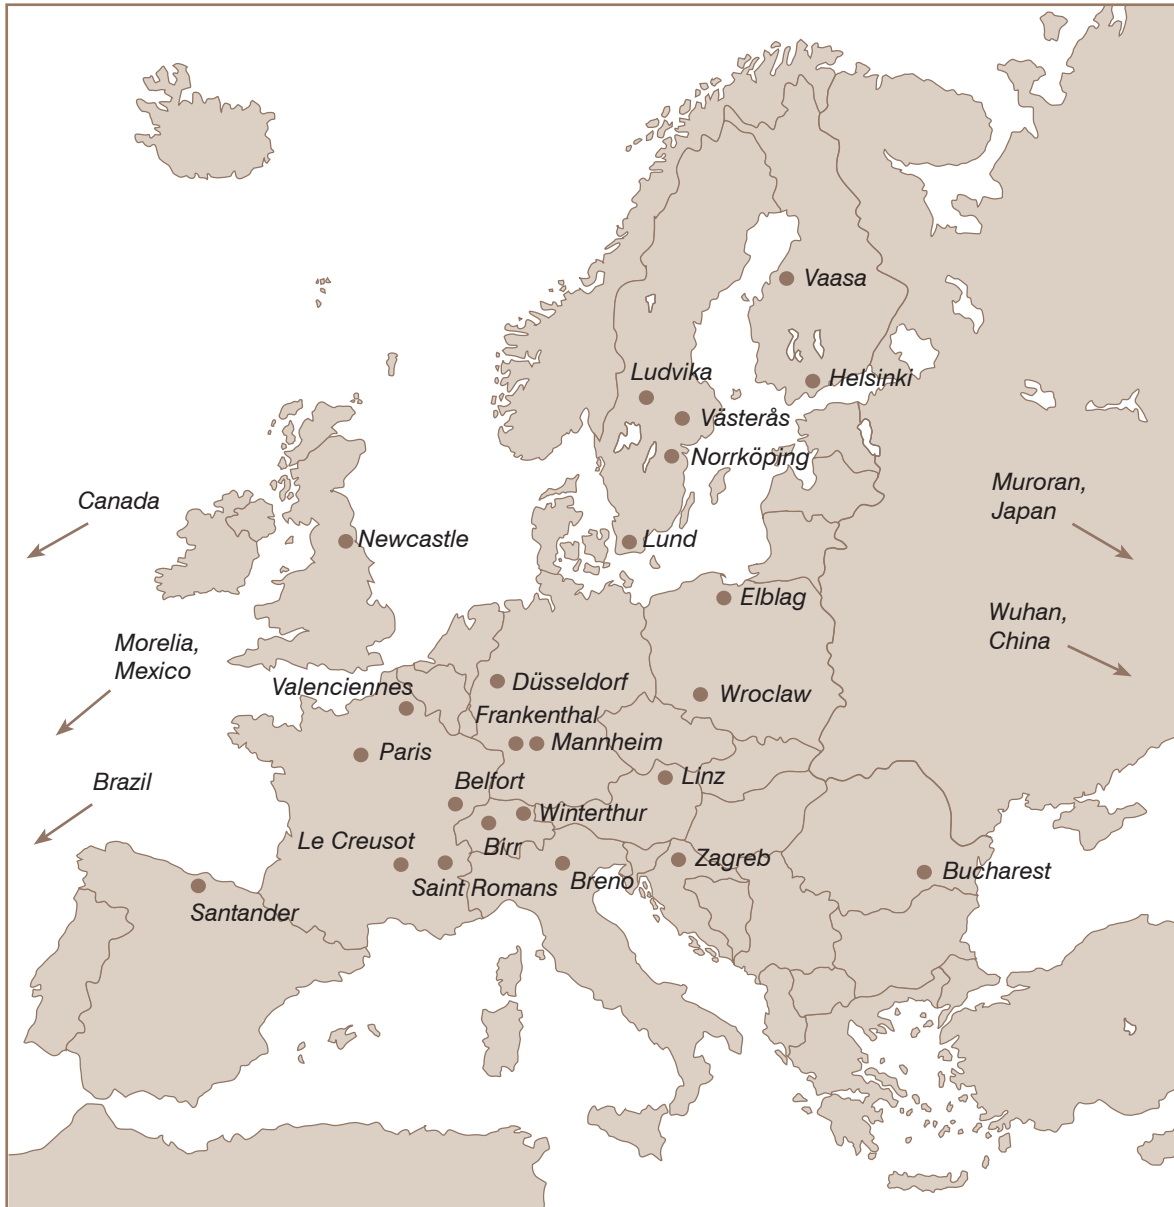 Vaasa
Ludvika
Helsinki
Västerås
Norrköping
Canada
Muroran,
Japan
Newcastle
Lund
Elblag
Wuhan,
China
Morelia,
Mexico
Valenciennes
Düsseldorf
Wroclaw
Frankenthal
Mannheim
Paris
Linz
Brazil
Belfort
Winterthur
Le Creusot
Birr
Zagreb
Saint Romans
Breno
Bucharest
Santander